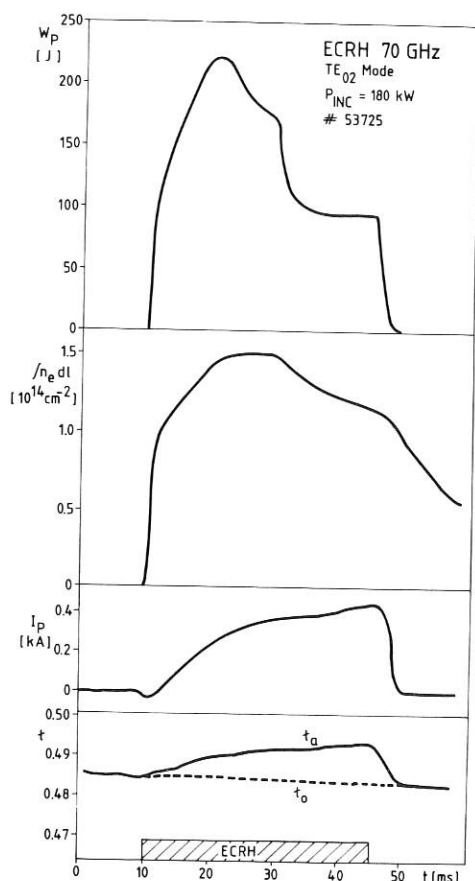 W_P
[J]
ECRH 70 GHz
TE_02 Mode
P_INC = 180 kW
# 53725
250
200
150
100
50
0
∫n_e dl
[10^14 cm^-2]
1.5
1.0
0.5
0
I_P
[kA]
0.4
0.2
0
ŧ
0.50
0.49
0.48
0.47
ŧ_a
ŧ_o
ECRH
0 10 20 30 40 50 t [ms]